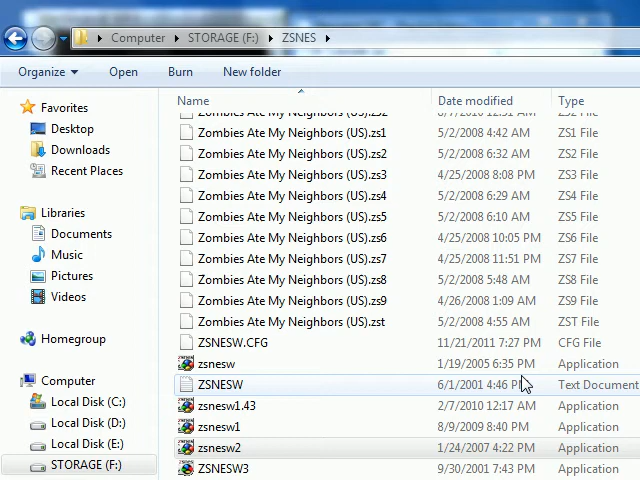 Computer STORAGE (F:) ZSNES
Organize Open Burn New folder
Name Date modified Type
Zombies Ate My Neighbors (US).zs1 5/2/2008 4:42 AM ZS1 File
Zombies Ate My Neighbors (US).zs2 5/2/2008 6:32 AM ZS2 File
Zombies Ate My Neighbors (US).zs3 4/25/2008 8:08 PM ZS3 File
Zombies Ate My Neighbors (US).zs4 5/2/2008 6:29 AM ZS4 File
Zombies Ate My Neighbors (US).zs5 5/2/2008 6:10 AM ZS5 File
Zombies Ate My Neighbors (US).zs6 4/25/2008 10:05 PM ZS6 File
Zombies Ate My Neighbors (US).zs7 4/25/2008 11:51 PM ZS7 File
Zombies Ate My Neighbors (US).zs8 5/2/2008 5:48 AM ZS8 File
Zombies Ate My Neighbors (US).zs9 4/26/2008 1:09 AM ZS9 File
Zombies Ate My Neighbors (US).zst 5/2/2008 4:55 AM ZST File
ZSNESW.CFG 11/21/2011 7:27 PM CFG File
zsnesw 1/19/2005 6:35 PM Application
ZSNESW 6/1/2001 4:46 Text Document
zsnesw1.43 2/7/2010 12:17 AM Application
zsnesw1 8/9/2009 8:40 PM Application
zsnesw2 1/24/2007 4:22 PM Application
ZSNESW3 9/30/2001 7:43 PM Application
Favorites
Desktop
Downloads
Recent Places
Libraries
Documents
Music
Pictures
Videos
Homegroup
Computer
Local Disk (C:)
Local Disk (D:)
Local Disk (E:)
STORAGE (F:)